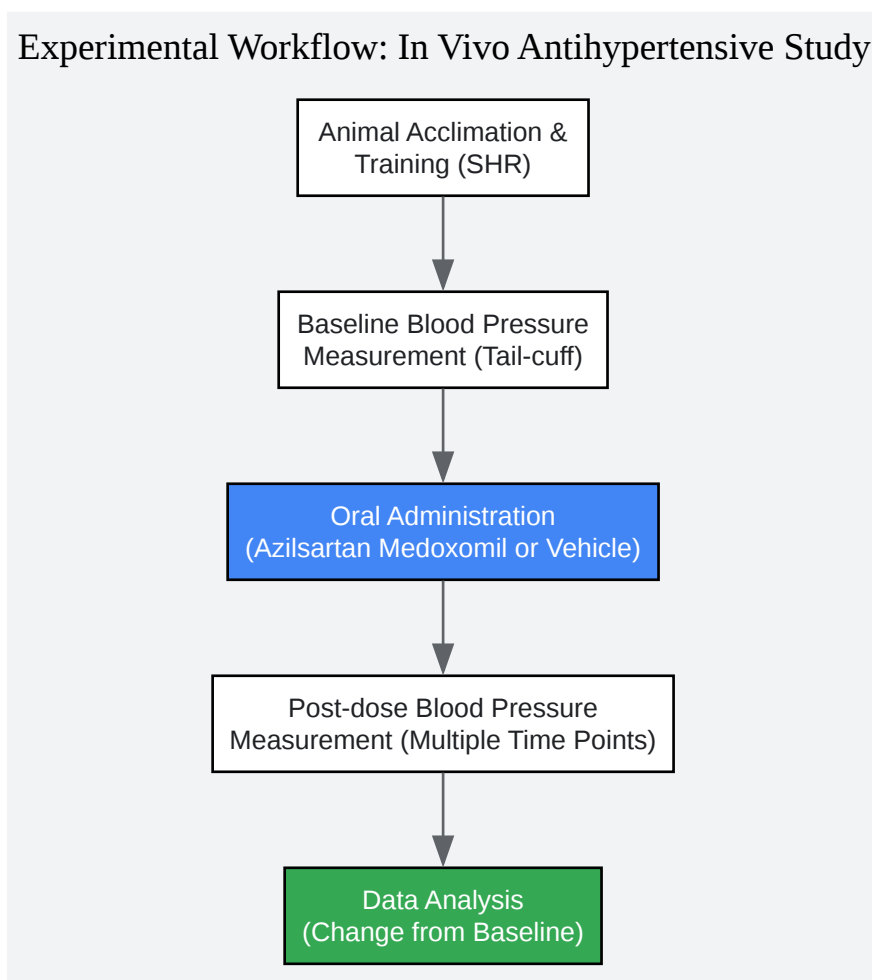 Experimental Workflow: In Vivo Antihypertensive Study
Animal Acclimation &
Training (SHR)
Baseline Blood Pressure
Measurement (Tail-cuff)
Oral Administration
(Azilsartan Medoxomil or Vehicle)
Post-dose Blood Pressure
Measurement (Multiple Time Points)
Data Analysis
(Change from Baseline)